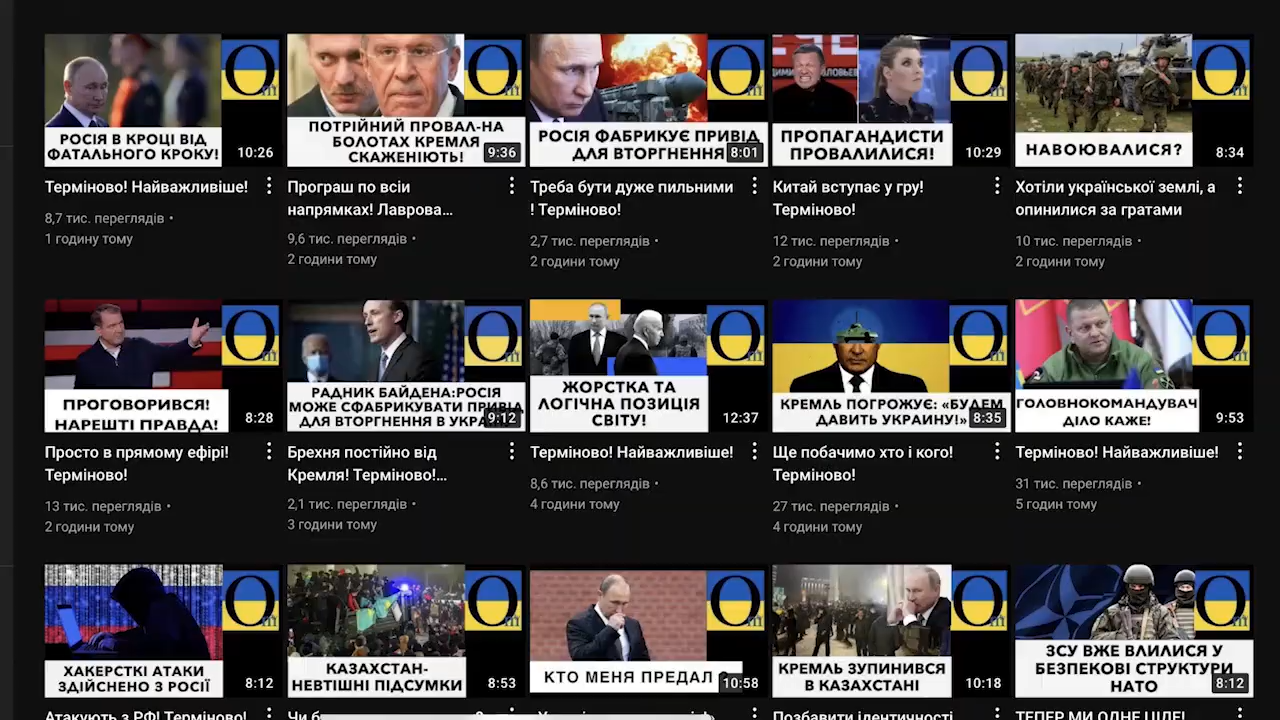 РОСІЯ В КРОЦІ ВІД
ФАТАЛЬНОГО КРОКУ!
10:26
Терміново! Найважливіше!
8,7 тис. переглядів •
1 годину тому
ПОТРІЙНИЙ ПРОВАЛ-НА
БОЛОТАХ КРЕМЛЯ
СКАЖЕНІЮТЬ!
9:36
Програш по всіи
напрямках! Лаврова...
9,6 тис. переглядів •
2 години тому
РОСІЯ ФАБРИКУЄ ПРИВІД
ДЛЯ ВТОРГНЕННЯ
8:01
Треба бути дуже пильними
! Терміново!
2,7 тис. переглядів •
2 години тому
ПРОПАГАНДИСТИ
ПРОВАЛИЛИСЯ!
10:29
Китай вступає у гру!
Терміново!
12 тис. переглядів •
2 години тому
НАВОЮВАЛИСЯ?
8:34
Хотіли української землі, а
опинилися за гратами
10 тис. переглядів •
2 години тому
ПРОГОВОРИВСЯ!
НАРЕШТІ ПРАВДА!
8:28
Просто в прямому ефірі!
Терміново!
13 тис. переглядів •
2 години тому
РАДНИК БАЙДЕНА:РОСІЯ
МОЖЕ СФАБРИКУВАТИ ПРИВІД
ДЛЯ ВТОРГНЕННЯ В
9:12
Брехня постійно від
Кремля! Терміново!...
2,1 тис. переглядів •
3 години тому
ЖОРСТКА ТА
ЛОГІЧНА ПОЗИЦІЯ
СВІТУ!
12:37
Терміново! Найважливіше!
8,6 тис. переглядів •
4 години тому
КРЕМЛЬ ПОГРОЖУЄ: «БУДЕМ
ДАВИТЬ УКРАИНУ!»
8:35
Ще побачимо хто і кого!
Терміново!
27 тис. переглядів •
4 години тому
ГОЛОВНОКОМАНДУВАЧ
ДІЛО КАЖЕ!
9:53
Терміново! Найважливіше!
31 тис. переглядів •
5 годин тому
ХАКЕРСТКІ АТАКИ
ЗДІЙСНЕНО З РОСІЇ
8:12
Атакують з РФ! Терміново!
КАЗАХСТАН-
НЕВТІШНІ ПІДСУМКИ
8:53
КТО МЕНЯ ПРЕДАЛ
10:58
КРЕМЛЬ ЗУПИНИВСЯ
В КАЗАХСТАНІ
10:18
Позбавити ідентичності
ЗСУ ВЖЕ ВЛИЛИСЯ У
БЕЗПЕКОВІ СТРУКТУРИ
НАТО
8:12
ТЕПЕР МИ ОДНЕ ЦІЛЕ!